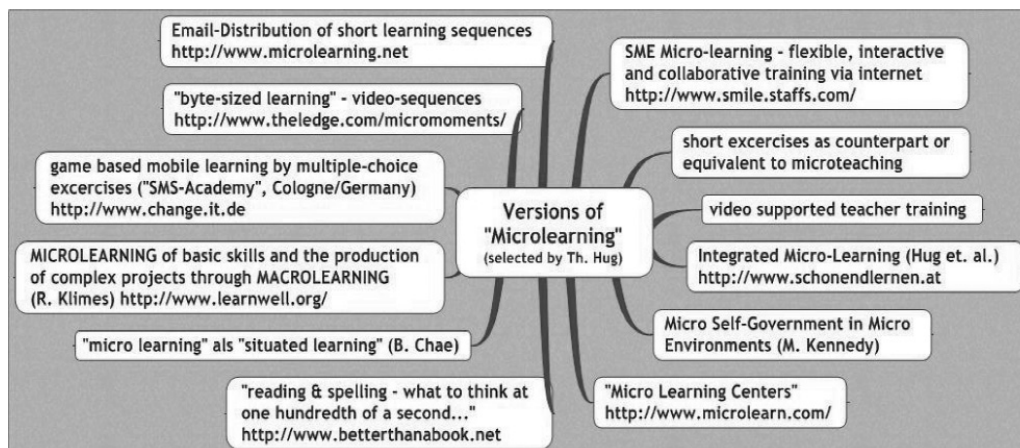 Email-Distribution of short learning sequences
http://www.microlearning.net
"byte-sized learning" - video-sequences
http://www.theledge.com/micromoments/
game based mobile learning by multiple-choice
excercises ("SMS-Academy", Cologne/Germany)
http://www.change.it.de
MICROLEARNING of basic skills and the production
of complex projects through MACROLEARNING
(R. Klimes) http://www.learnwell.org/
"micro learning" als "situated learning" (B. Chae)
"reading & spelling - what to think at
one hundredth of a second..."
http://www.betterthanabook.net
Versions of
"Microlearning"
(selected by Th. Hug)
SME Micro-learning - flexible, interactive
and collaborative training via internet
http://www.smile.staffs.com/
short excercises as counterpart or
equivalent to microteaching
video supported teacher training
Integrated Micro-Learning (Hug et. al.)
http://www.schonendlernen.at
Micro Self-Government in Micro
Environments (M. Kennedy)
"Micro Learning Centers"
http://www.microlearn.com/